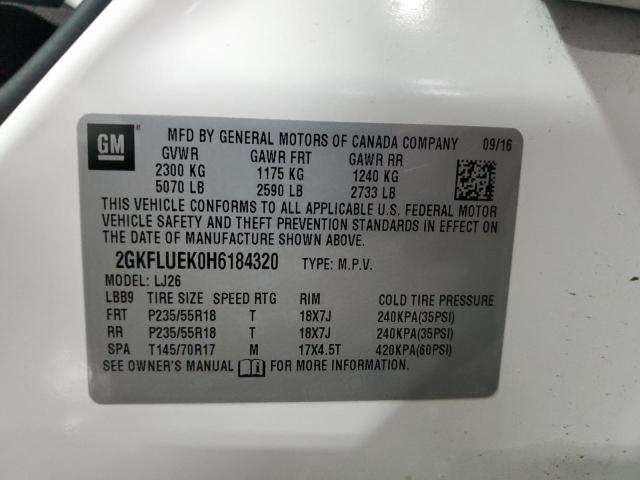 GM
MFD BY GENERAL MOTORS OF CANADA COMPANY 09/16
GVWR GAWR FRT GAWR RR
2300 KG 1175 KG 1240 KG
5070 LB 2590 LB 2733 LB
THIS VEHICLE CONFORMS TO ALL APPLICABLE U.S. FEDERAL MOTOR
VEHICLE SAFETY AND THEFT PREVENTION STANDARDS IN EFFECT ON
THE DATE OF MANUFACTURE SHOWN ABOVE.
2GKFLUEK0H6184320 TYPE: M.P.V.
MODEL: LJ26
LBB9 TIRE SIZE SPEED RTG RIM COLD TIRE PRESSURE
FRT P235/55R18 T 18X7J 240KPA(35PSI)
RR P235/55R18 T 18X7J 240KPA(35PSI)
SPA T145/70R17 M 17X4.5T 420KPA(60PSI)
SEE OWNER'S MANUAL FOR MORE INFORMATION.